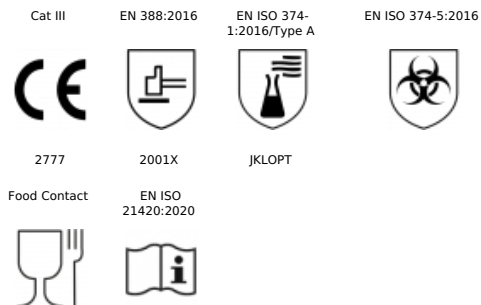 Cat III
EN 388:2016
EN ISO 374-
1:2016/Type A
EN ISO 374-5:2016
CE
2777
2001X
JKLOPT
Food Contact
EN ISO
21420:2020
i